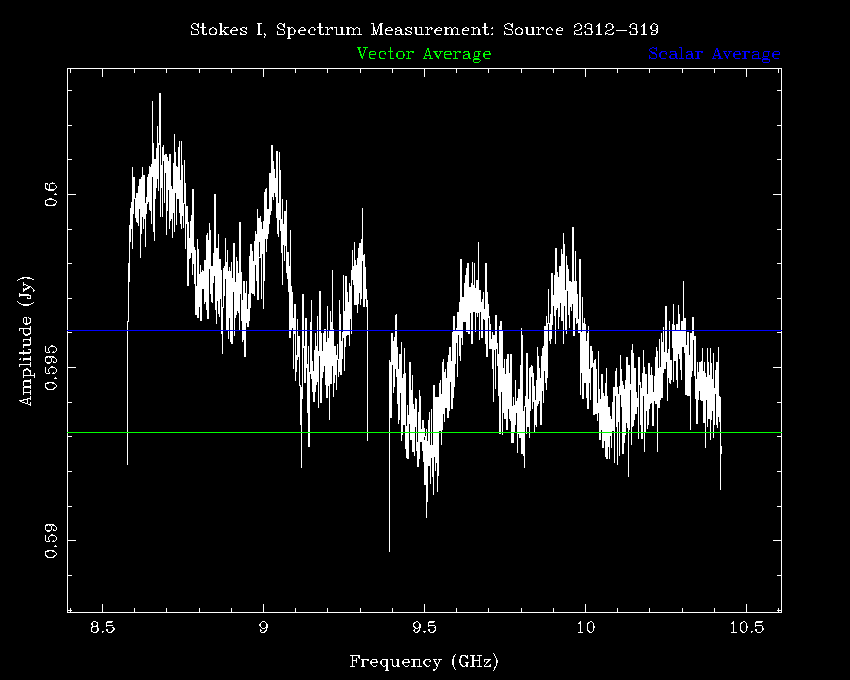 Stokes I, Spectrum Measurement: Source 2312-319
Vector Average Scalar Average
0.6
0.595
0.59
Amplitude (Jy)
8.5 9 9.5 10 10.5
Frequency (GHz)